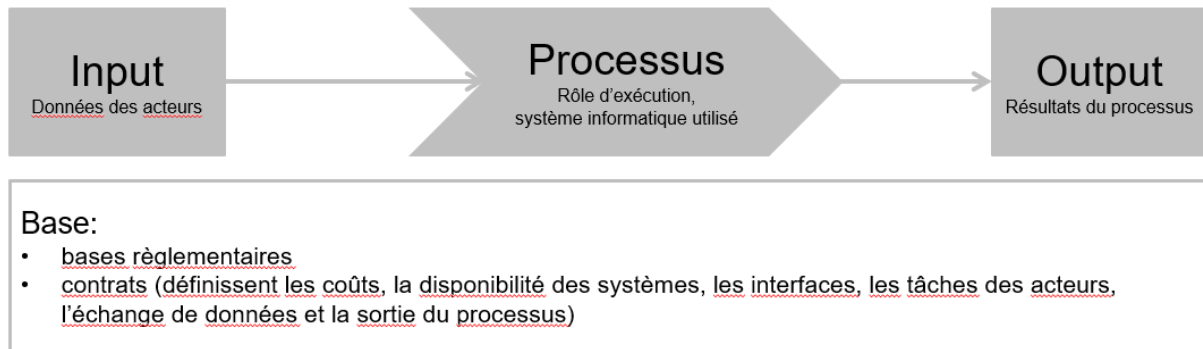 Input
Données des acteurs
Processus
Rôle d'exécution,
système informatique utilisé
Output
Résultats du processus
Base:
• bases règlementaires
• contrats (définissent les coûts, la disponibilité des systèmes, les interfaces, les tâches des acteurs,
l'échange de données et la sortie du processus)